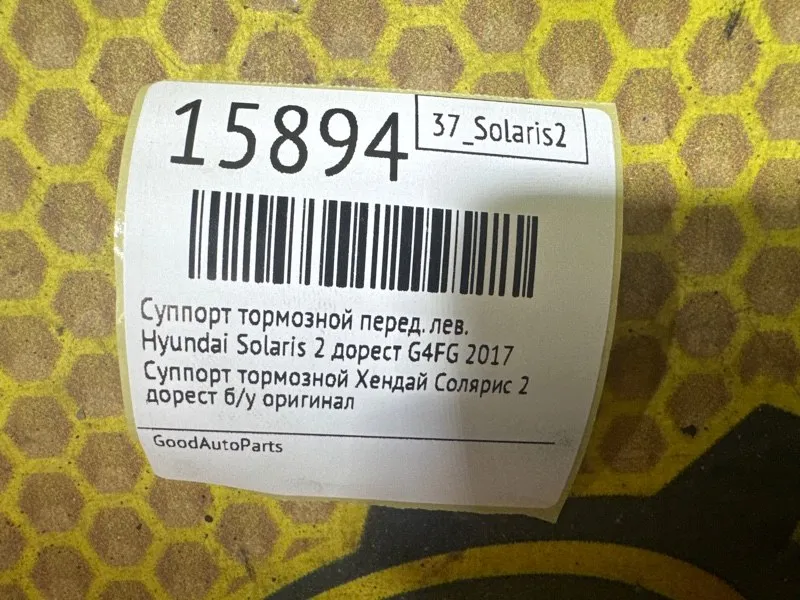 15894
37_Solaris2
Суппорт тормозной перед. лев.
Hyundai Solaris 2 дорест G4FG 2017
Суппорт тормозной Хендай Солярис 2
дорест б/у оригинал
GoodAutoParts